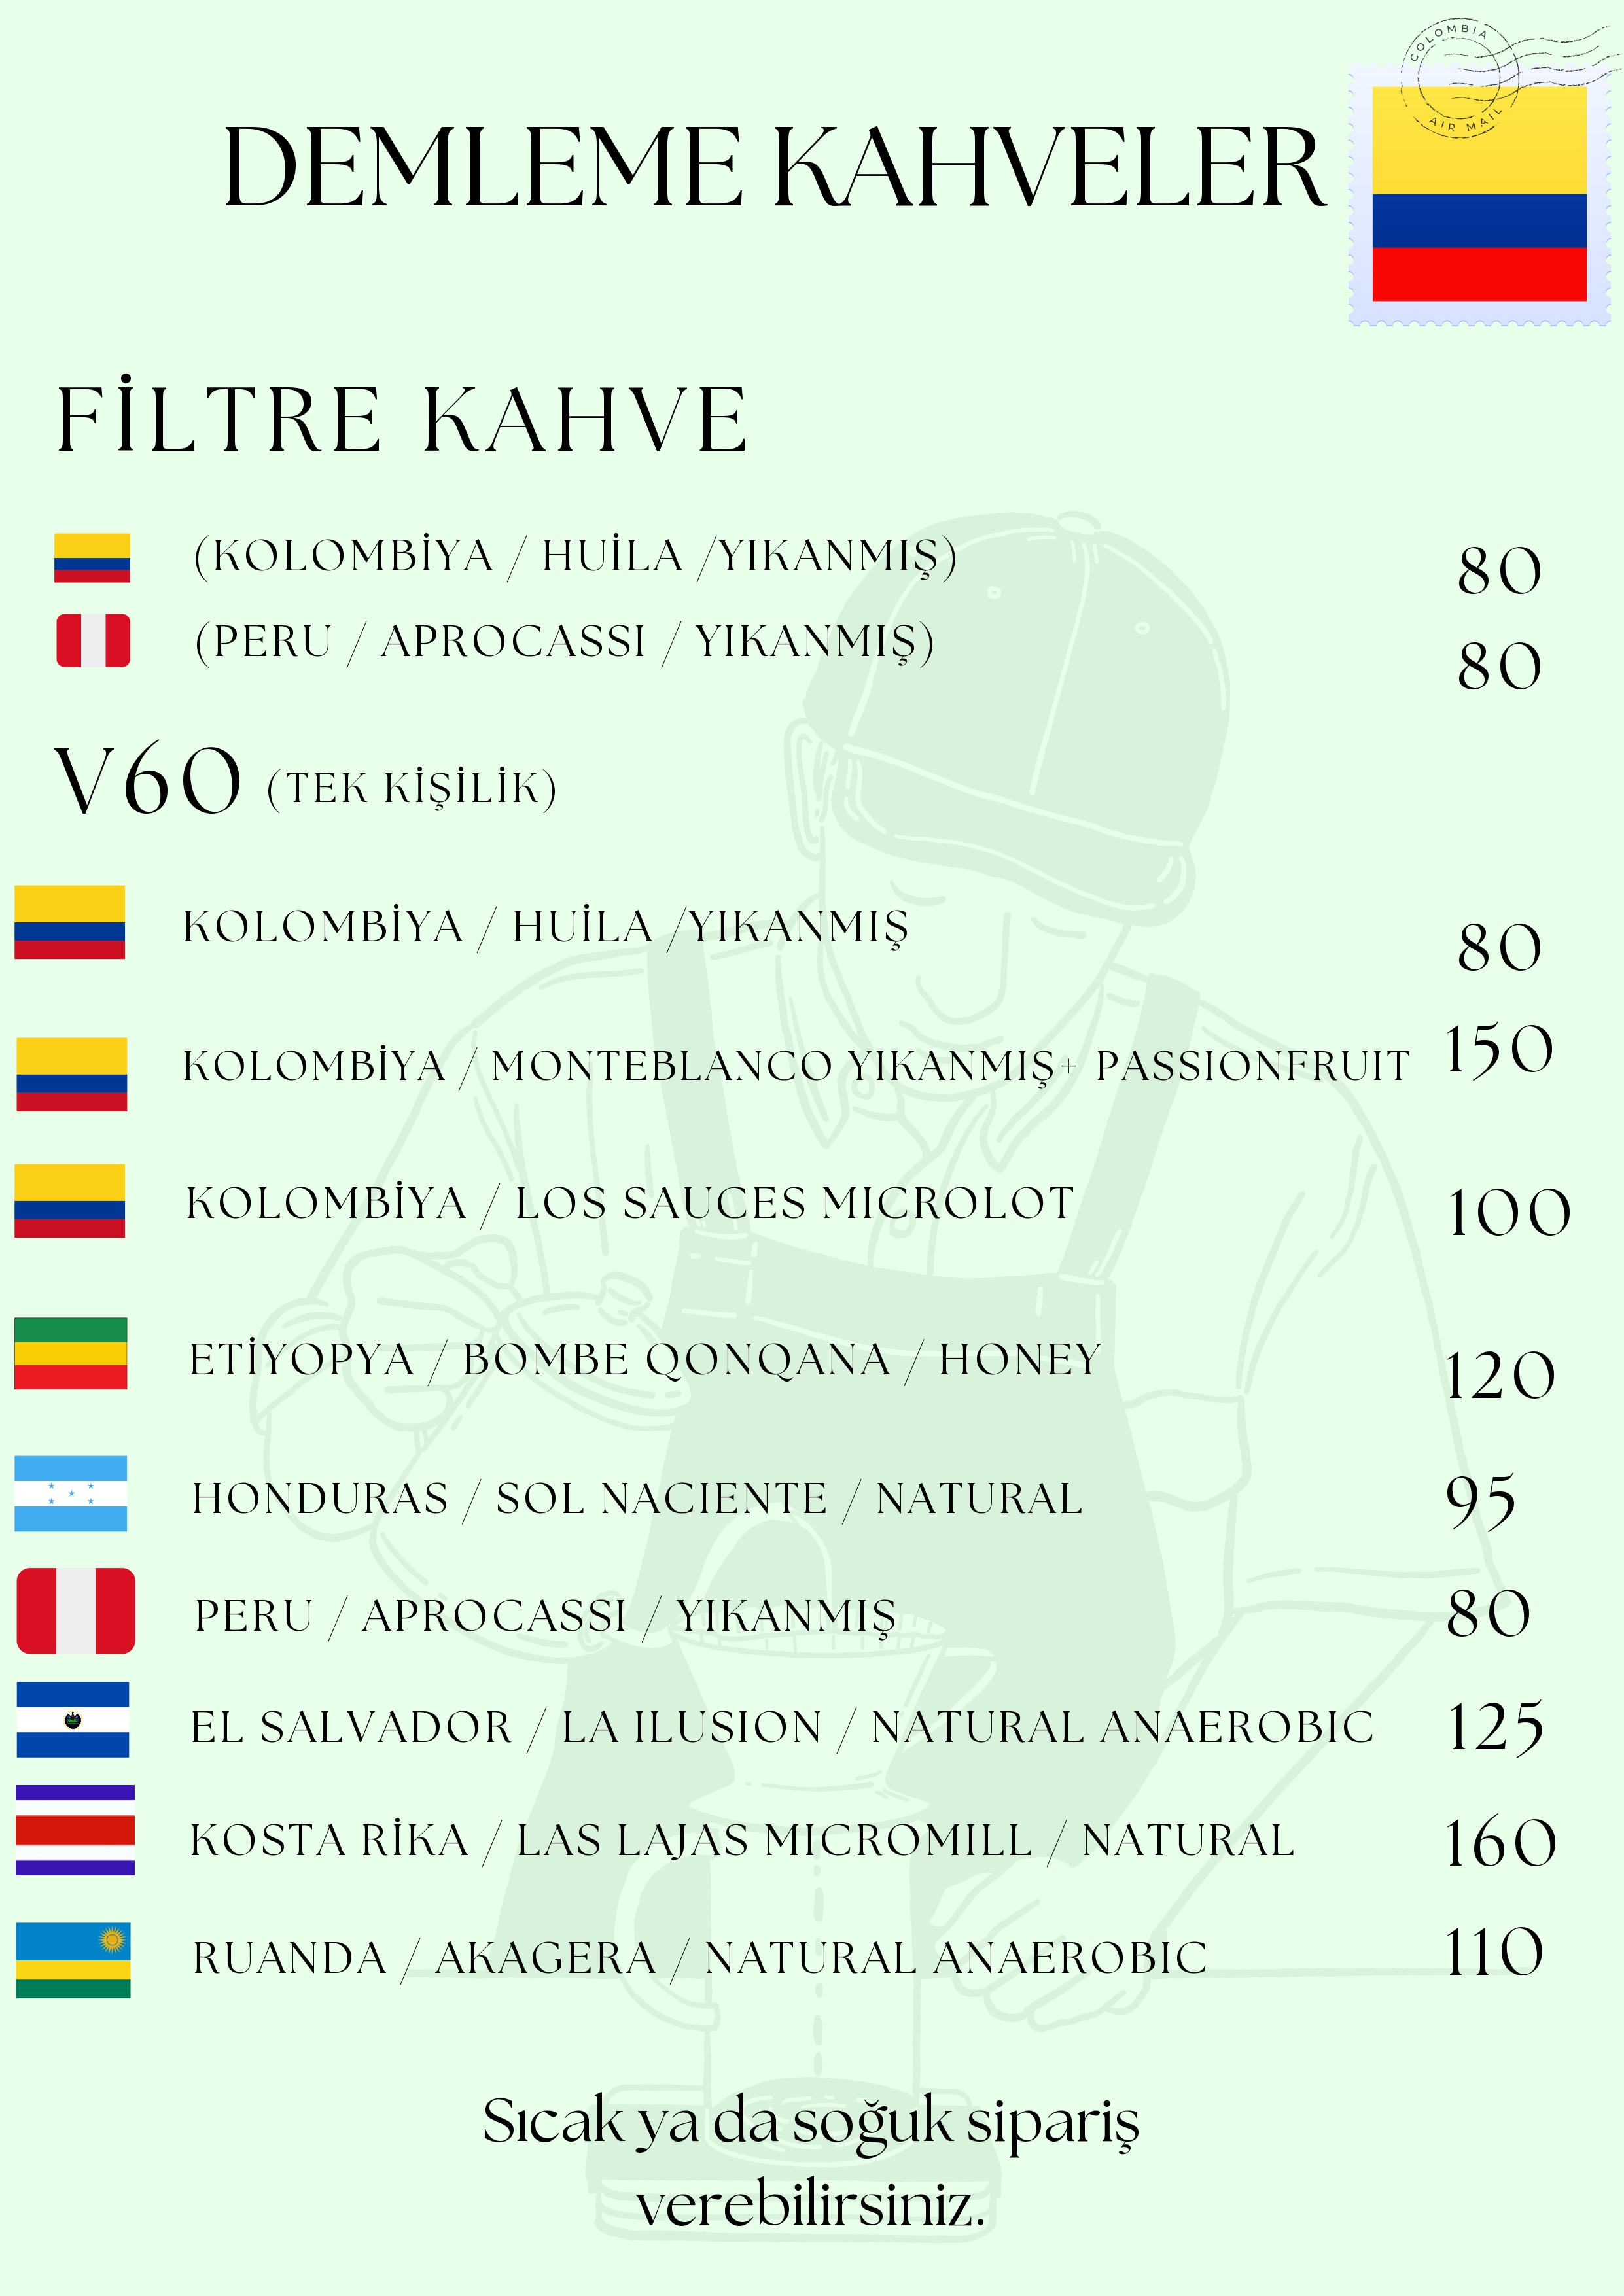 COLOMBIA
AIR MAIL
DEMLEME KAHVELER
FİLTRE KAHVE
(KOLOMBİYA / HUİLA /YIKANMIŞ) 80
(PERU / APROCASSI / YIKANMIŞ) 80
V60 (TEK KİŞİLİK)
KOLOMBİYA / HUİLA /YIKANMIŞ 80
KOLOMBİYA / MONTEBLANCO YIKANMIŞ+ PASSIONFRUIT 150
KOLOMBİYA / LOS SAUCES MICROLOT 100
ETİYOPYA / BOMBE QONQANA / HONEY 120
HONDURAS / SOL NACIENTE / NATURAL 95
PERU / APROCASSI / YIKANMIŞ 80
EL SALVADOR / LA ILUSION / NATURAL ANAEROBIC 125
KOSTA RİKA / LAS LAJAS MICROMILL / NATURAL 160
RUANDA / AKAGERA / NATURAL ANAEROBIC 110
Sıcak ya da soğuk sipariş
verebilirsiniz.